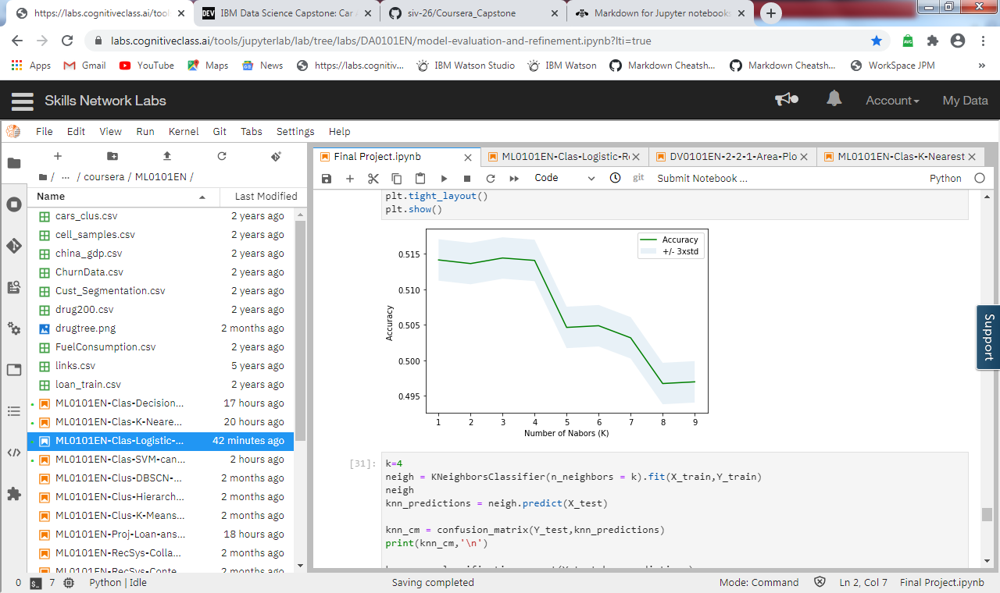 https://labs.cognitiveclass.ai/tool
DEV IBM Data Science Capstone: Car A
siv-26/Coursera_Capstone
Markdown for Jupyter notebooks
labs.cognitiveclass.ai/tools/jupyterlab/lab/tree/labs/DA0101EN/model-evaluation-and-refinement.ipynb?lti=true
Apps Gmail YouTube Maps News https://labs.cognitiv... IBM Watson Studio IBM Watson Markdown Cheatsh... Markdown Cheatsh... WorkSpace JPM »
Skills Network Labs Account My Data
File Edit View Run Kernel Git Tabs Settings Help
/ ... / coursera / ML0101EN /
Name Last Modified
cars_clus.csv 2 years ago
cell_samples.csv 2 years ago
china_gdp.csv 2 years ago
ChurnData.csv 2 years ago
Cust_Segmentation.csv 2 years ago
drug200.csv 2 years ago
drugtree.png 2 months ago
FuelConsumption.csv 2 years ago
links.csv 5 years ago
loan_train.csv 2 years ago
ML0101EN-Clas-Decision... 17 hours ago
ML0101EN-Clas-K-Neare... 20 hours ago
ML0101EN-Clas-Logistic-... 42 minutes ago
ML0101EN-Clas-SVM-can... 2 hours ago
ML0101EN-Clus-DBSCN-... 2 months ago
ML0101EN-Clus-Hierarch... 2 months ago
ML0101EN-Clus-K-Means... 2 months ago
ML0101EN-Proj-Loan-ans... 18 hours ago
ML0101EN-RecSys-Colla... 2 months ago
ML0101EN-RecSys-Conte... 2 months ago
Final Project.ipynb
ML0101EN-Clas-Logistic-Re
DV0101EN-2-2-1-Area-Plo
ML0101EN-Clas-K-Nearest
Code git Submit Notebook ... Python
plt.tight_layout()
plt.show()
Accuracy
+/- 3xstd
0.515
0.510
0.505
0.500
0.495
Accuracy
1 2 3 4 5 6 7 8 9
Number of Nabors (K)
[31]:
k=4
neigh = KNeighborsClassifier(n_neighbors = k).fit(X_train,Y_train)
neigh
knn_predictions = neigh.predict(X_test)
knn_cm = confusion_matrix(Y_test,knn_predictions)
print(knn_cm,'\n')
Support
0 7 Python | Idle Saving completed Mode: Command Ln 2, Col 7 Final Project.ipynb